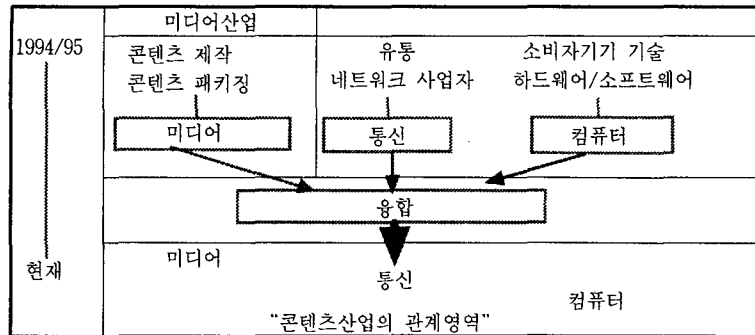 미디어산업
1994/95
콘텐츠 제작
콘텐츠 패키징
유통
네트워크 사업자
소비자기기 기술
하드웨어/소프트웨어
미디어
통신
컴퓨터
융합
현재
미디어
통신
컴퓨터
“콘텐츠산업의 관계영역”